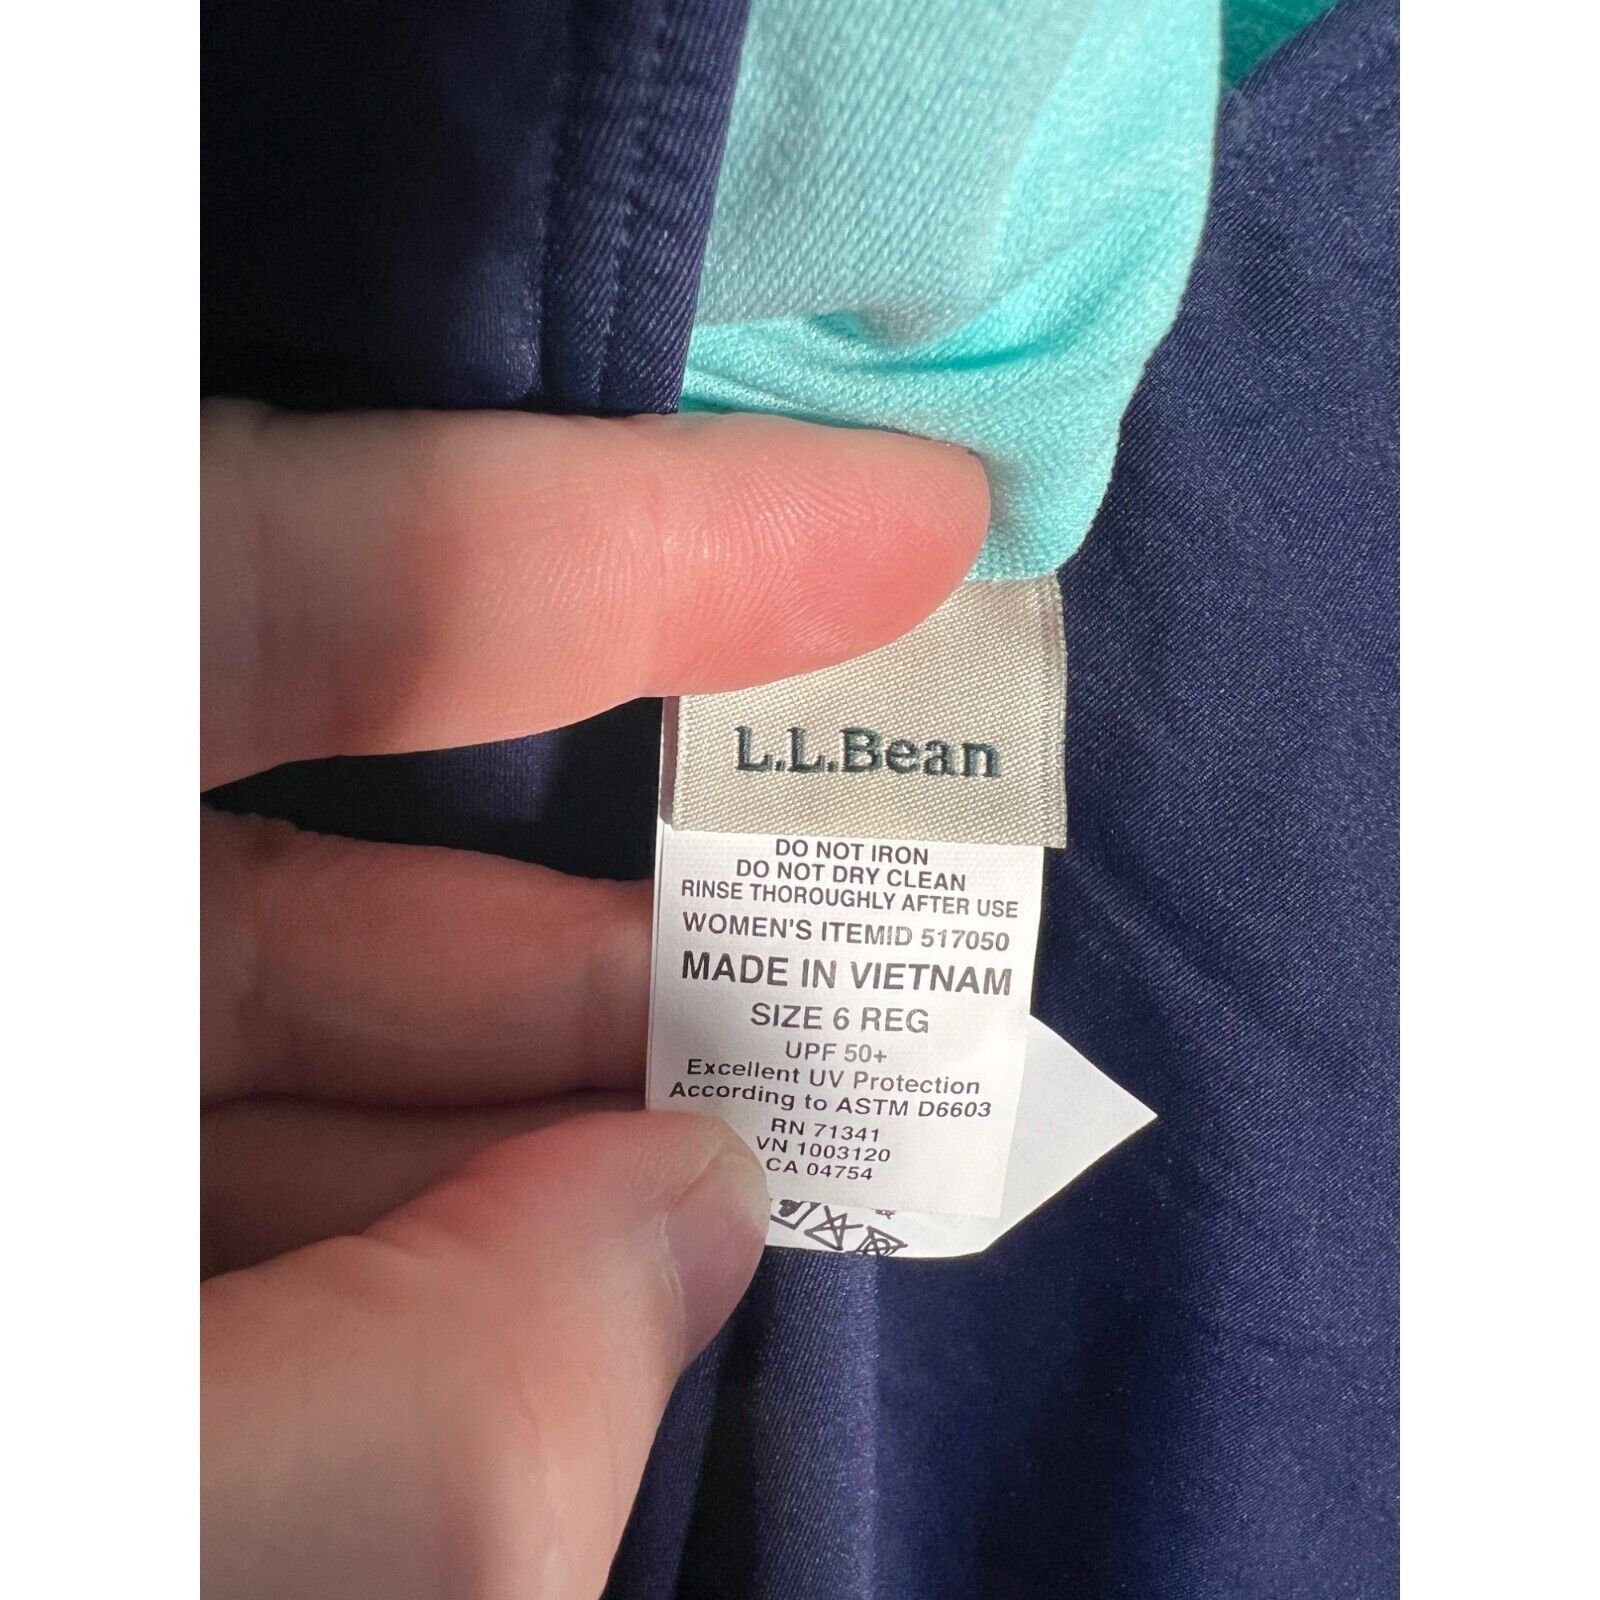 L.L.Bean
DO NOT IRON
DO NOT DRY CLEAN
RINSE THOROUGHLY AFTER USE
WOMEN'S ITEMID 517050
MADE IN VIETNAM
SIZE 6 REG
UPF 50+
Excellent UV Protection
According to ASTM D6603
RN 71341
VN 1003120
CA 04754